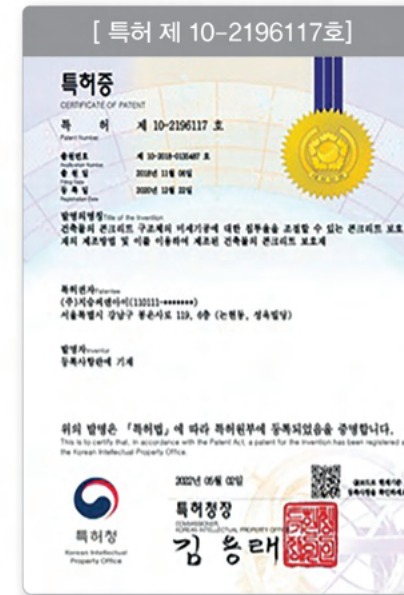 [ 특허 제 10-2196117호]
특허증
CERTIFICATE OF PATENT
특 허 제 10-2196117 호
Patent Number
출원번호 제 10-2018-0135487 호
Application Number
출 원 일 2018년 11월 06일
Filing Date
등 록 일 2020년 12월 22일
Registration Date
발명의명칭 Title of the Invention
건축물의 콘크리트 구조체의 미세기공에 대한 침투율을 조절할 수 있는 콘크리트 보호
재의 제조방법 및 이를 이용하여 제조된 건축물의 콘크리트 보호재
특허권자 Patentee
(주)지승씨앤아이(110111-*******)
서울특별시 강남구 봉은사로 119, 6층 (논현동, 성옥빌딩)
발명자 Inventor
등록사항란에 기재
위의 발명은 「특허법」에 따라 특허원부에 등록되었음을 증명합니다.
This is to certify that, in accordance with the Patent Act, a patent for the invention has been registered a
the Korean Intellectual Property Office.
2022년 05월 02일
특허청
Korean Intellectual
Property Office
특허청장
COMMISSIONER,
KOREAN INTELLECTUAL PROPERTY OFFICE
김용래